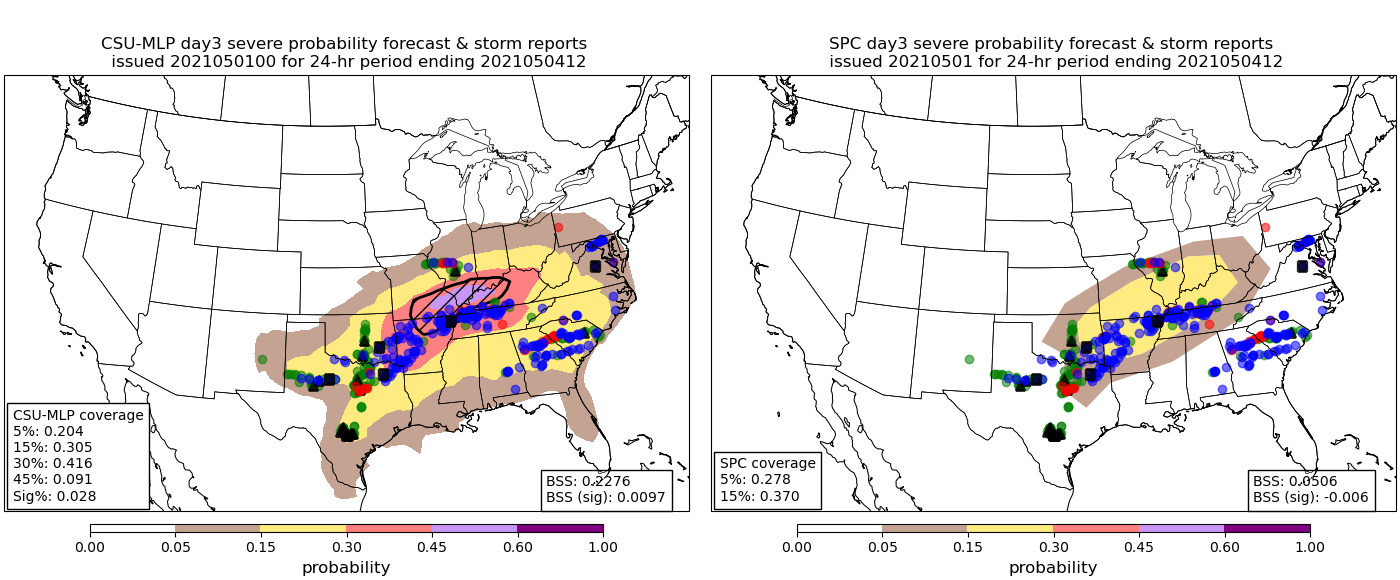 CSU-MLP day3 severe probability forecast & storm reports
issued 2021050100 for 24-hr period ending 2021050412
CSU-MLP coverage
5%: 0.204
15%: 0.305
30%: 0.416
45%: 0.091
Sig%: 0.028
BSS: 0.2276
BSS (sig): 0.0097
0.00 0.05 0.15 0.30 0.45 0.60 1.00
probability
SPC day3 severe probability forecast & storm reports
issued 20210501 for 24-hr period ending 2021050412
SPC coverage
5%: 0.278
15%: 0.370
BSS: 0.0506
BSS (sig): -0.006
0.00 0.05 0.15 0.30 0.45 0.60 1.00
probability